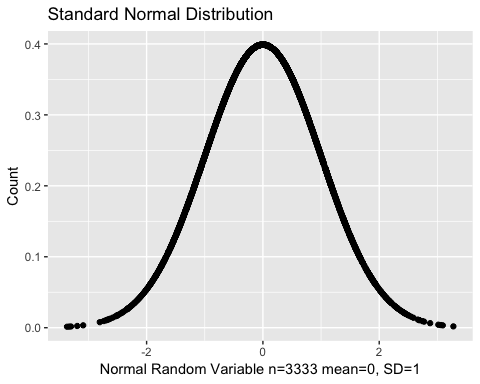 Standard Normal Distribution
0.4
0.3
0.2
0.1
0.0
Count
-2 0 2
Normal Random Variable n=3333 mean=0, SD=1